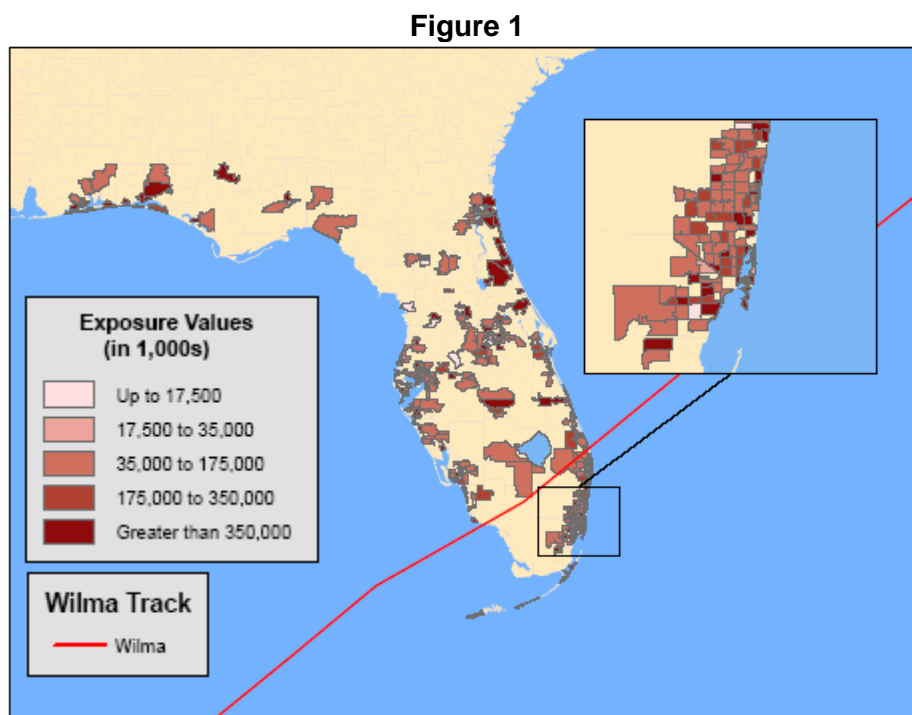 Figure 1
Exposure Values
(in 1,000s)
Up to 17,500
17,500 to 35,000
35,000 to 175,000
175,000 to 350,000
Greater than 350,000
Wilma Track
Wilma